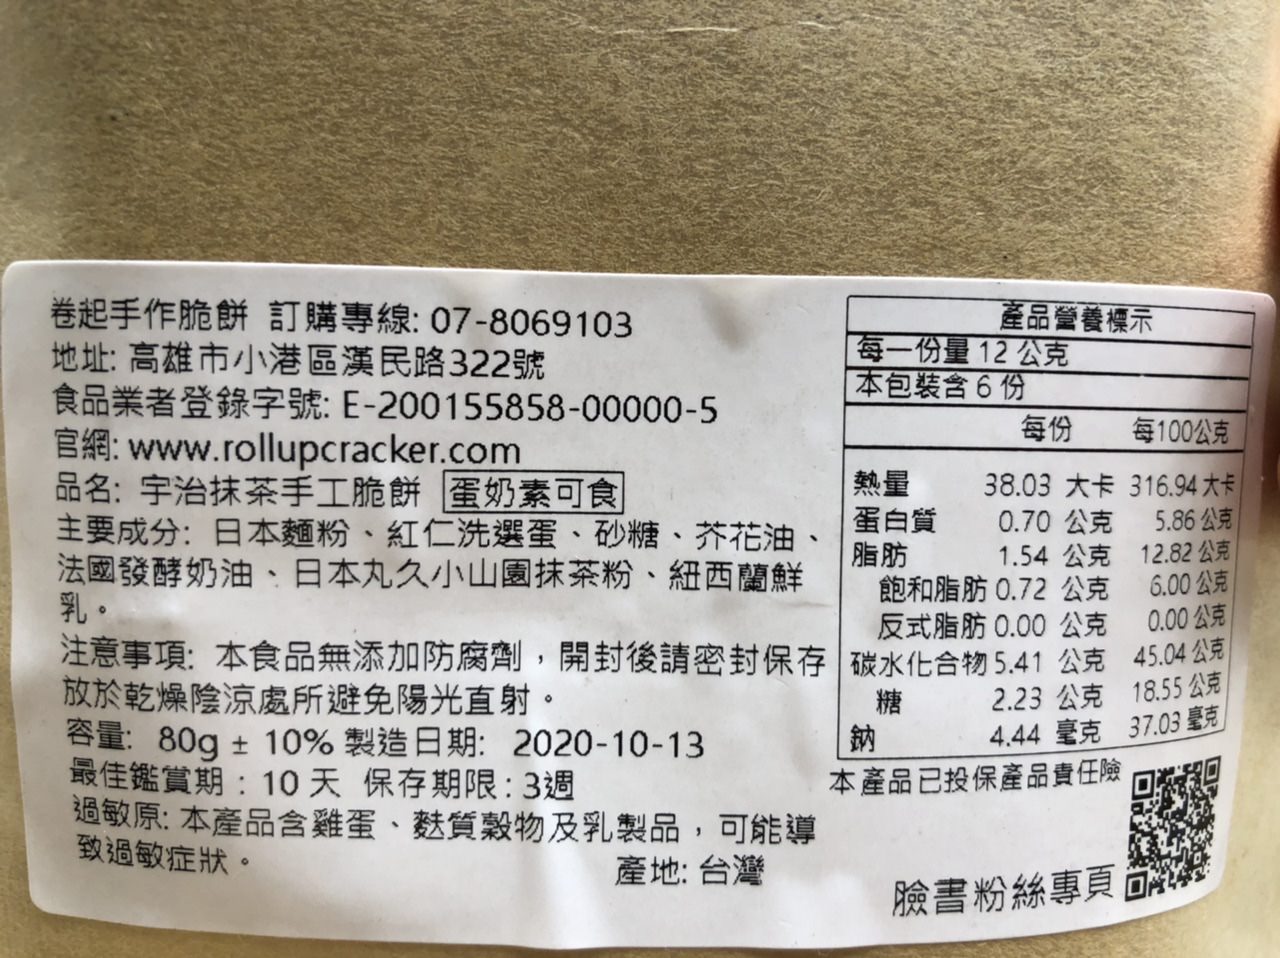 卷起手作脆餅 訂購專線: 07-8069103
地址: 高雄市小港區漢民路322號
食品業者登錄字號: E-200155858-00000-5
官網: www.rollupcracker.com
品名: 宇治抹茶手工脆餅 蛋奶素可食
主要成分: 日本麵粉、紅仁洗選蛋、砂糖、芥花油、
法國發酵奶油、日本丸久小山園抹茶粉、紐西蘭鮮
乳。
注意事項: 本食品無添加防腐劑，開封後請密封保存
放於乾燥陰涼處所避免陽光直射。
容量: 80g ± 10% 製造日期: 2020-10-13
最佳鑑賞期：10 天 保存期限：3週
過敏原: 本產品含雞蛋、麩質穀物及乳製品，可能導
致過敏症狀。
產地: 台灣
產品營養標示
每一份量 12 公克
本包裝含 6 份
每份 每100公克
熱量 38.03 大卡 316.94 大卡
蛋白質 0.70 公克 5.86 公克
脂肪 1.54 公克 12.82 公克
飽和脂肪 0.72 公克 6.00 公克
反式脂肪 0.00 公克 0.00 公克
碳水化合物 5.41 公克 45.04 公克
糖 2.23 公克 18.55 公克
鈉 4.44 毫克 37.03 毫克
本產品已投保產品責任險
臉書粉絲專頁